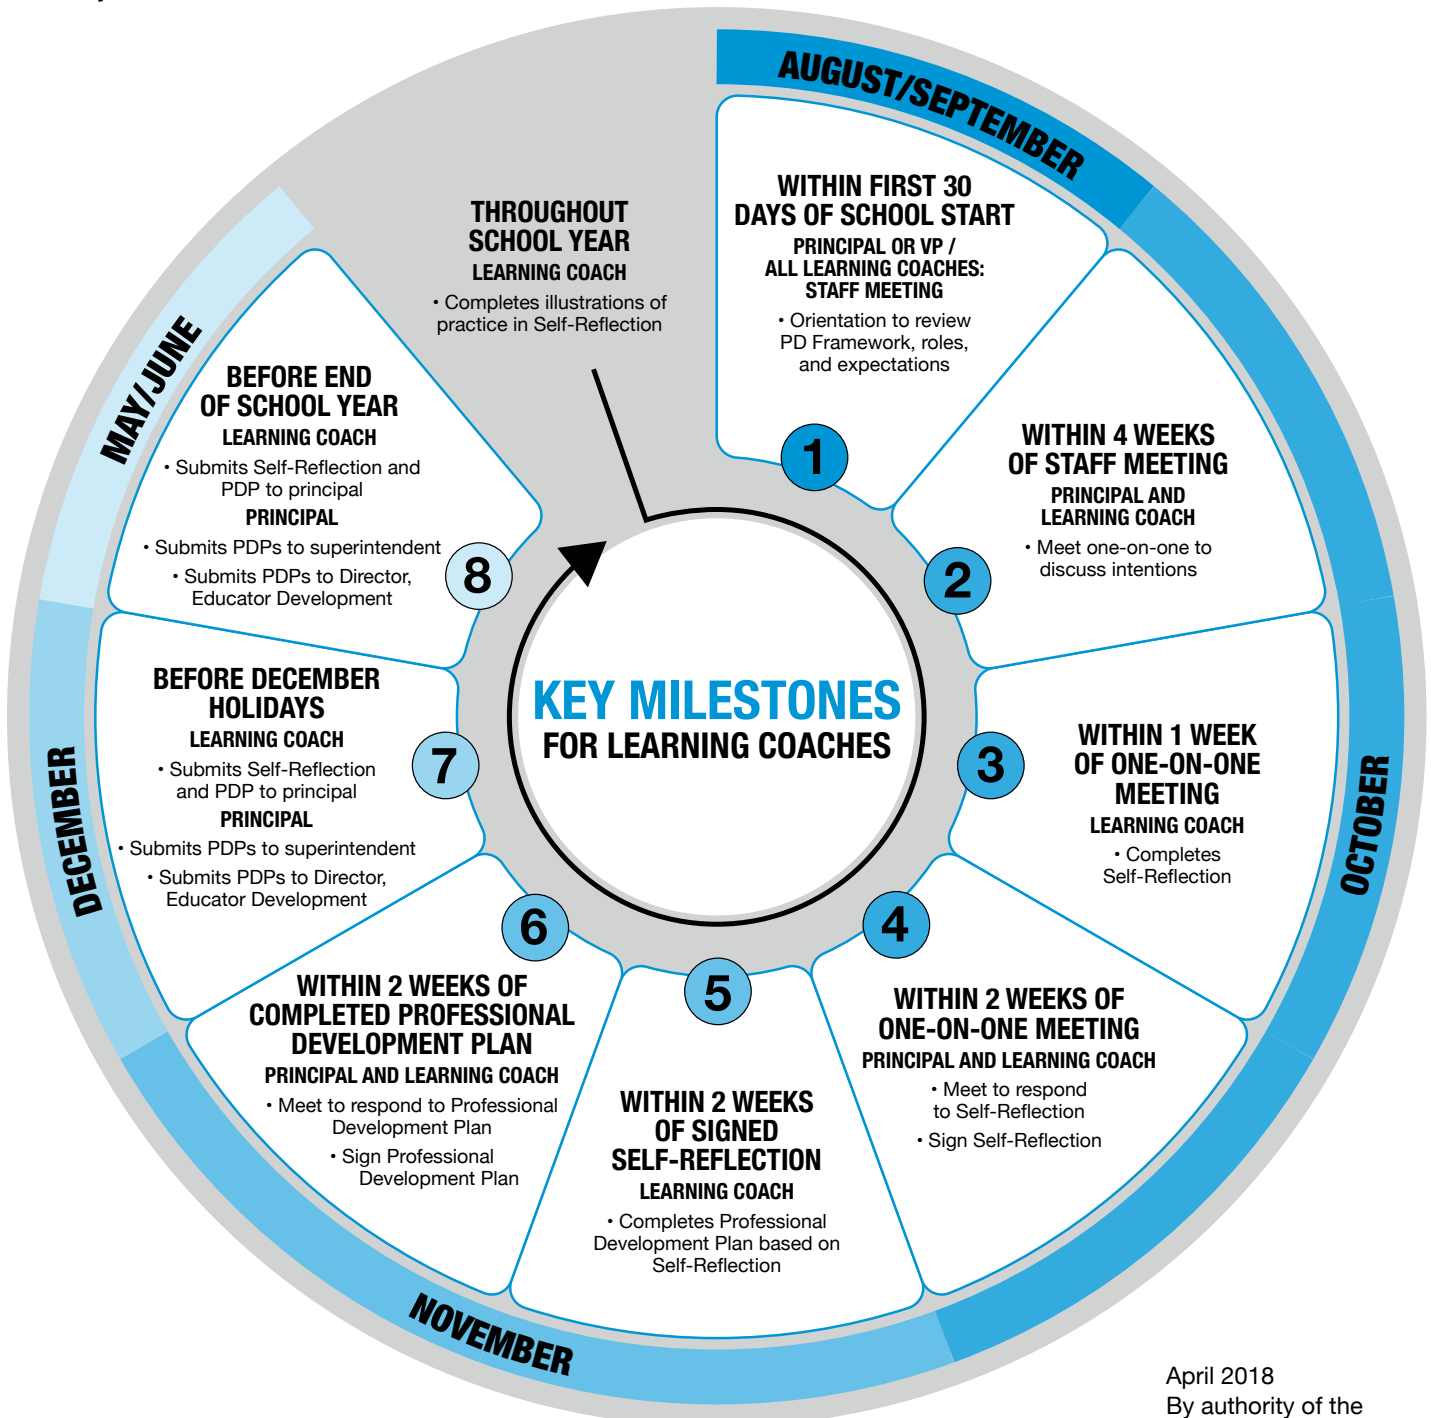 AUGUST/SEPTEMBER
WITHIN FIRST 30
DAYS OF SCHOOL START
PRINCIPAL OR VP /
ALL LEARNING COACHES:
STAFF MEETING
• Orientation to review
PD Framework, roles,
and expectations
1
WITHIN 4 WEEKS
OF STAFF MEETING
PRINCIPAL AND
LEARNING COACH
• Meet one-on-one to
discuss intentions
2
OCTOBER
WITHIN 1 WEEK
OF ONE-ON-ONE
MEETING
LEARNING COACH
• Completes
Self-Reflection
3
WITHIN 2 WEEKS OF
ONE-ON-ONE MEETING
PRINCIPAL AND LEARNING COACH
• Meet to respond
to Self-Reflection
• Sign Self-Reflection
4
NOVEMBER
WITHIN 2 WEEKS
OF SIGNED
SELF-REFLECTION
LEARNING COACH
• Completes Professional
Development Plan based on
Self-Reflection
5
WITHIN 2 WEEKS OF
COMPLETED PROFESSIONAL
DEVELOPMENT PLAN
PRINCIPAL AND LEARNING COACH
• Meet to respond to Professional
Development Plan
• Sign Professional
Development Plan
6
DECEMBER
BEFORE DECEMBER
HOLIDAYS
LEARNING COACH
• Submits Self-Reflection
and PDP to principal
PRINCIPAL
• Submits PDPs to superintendent
• Submits PDPs to Director,
Educator Development
7
MAY/JUNE
BEFORE END
OF SCHOOL YEAR
LEARNING COACH
• Submits Self-Reflection and
PDP to principal
PRINCIPAL
• Submits PDPs to superintendent
• Submits PDPs to Director,
Educator Development
8
THROUGHOUT
SCHOOL YEAR
LEARNING COACH
• Completes illustrations of
practice in Self-Reflection
KEY MILESTONES
FOR LEARNING COACHES
April 2018
By authority of the